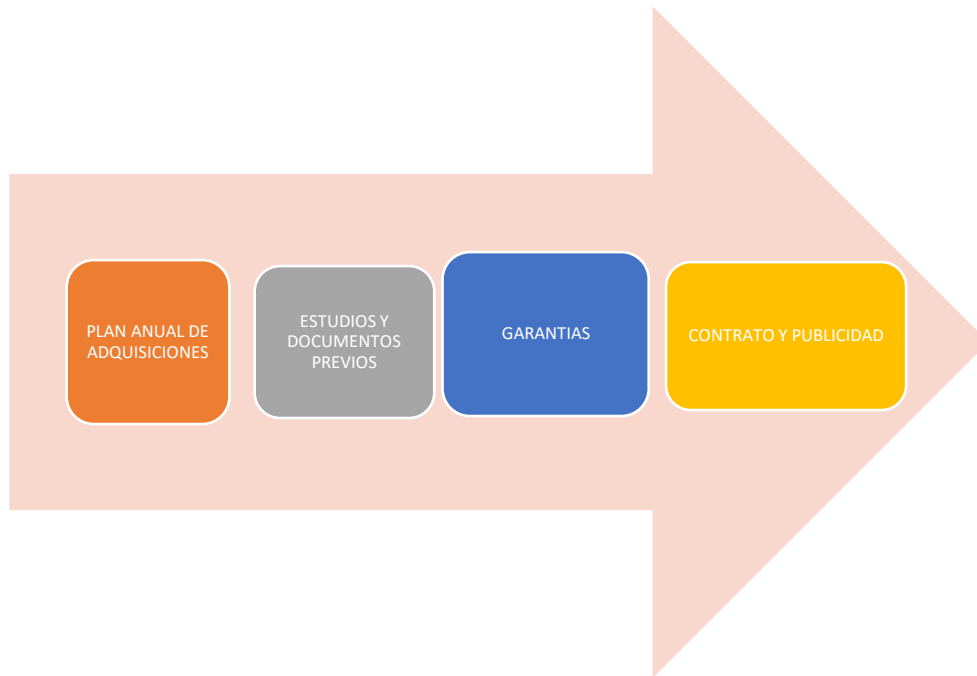 PLAN ANUAL DE
ADQUISICIONES
ESTUDIOS Y
DOCUMENTOS
PREVIOS
GARANTIAS
CONTRATO Y PUBLICIDAD